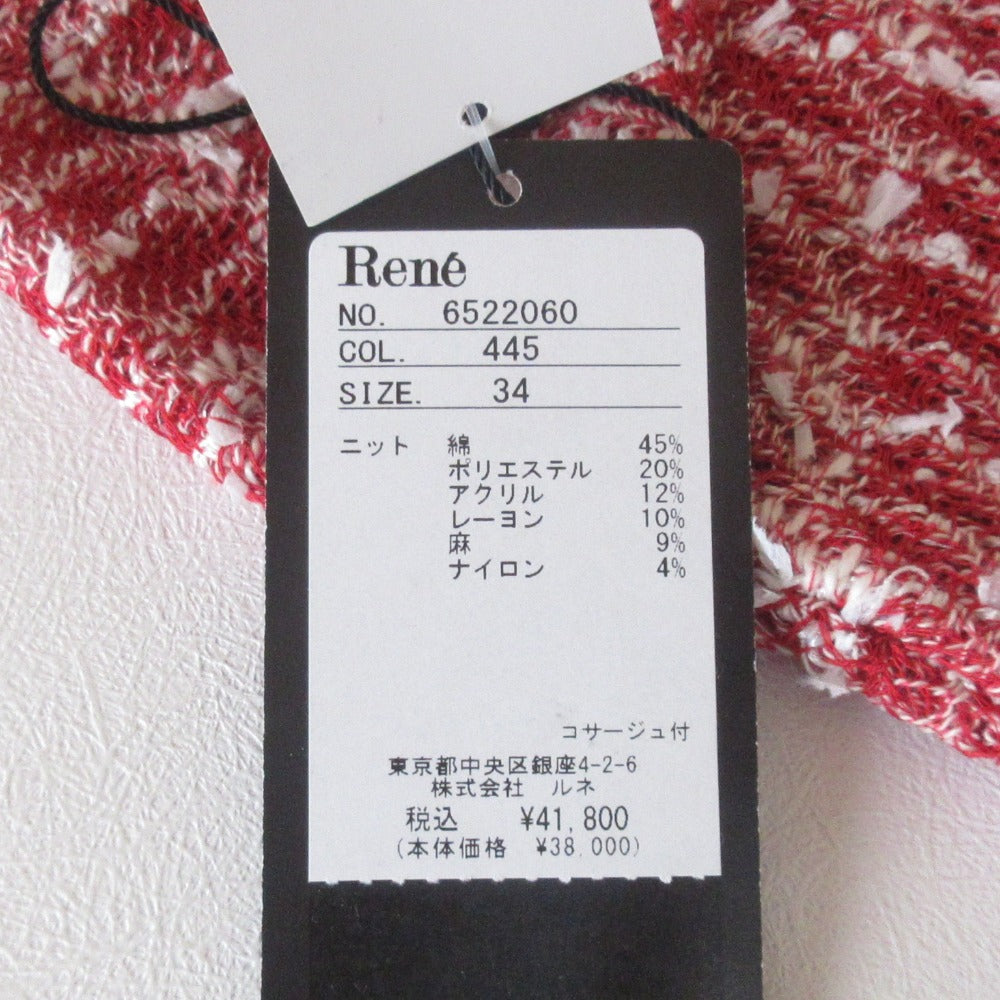 René
NO. 6522060
COL. 445
SIZE. 34
ニット 綿 45%
ポリエステル 20%
アクリル 12%
レーヨン 10%
麻 9%
ナイロン 4%
コサージュ付
東京都中央区銀座4-2-6
株式会社 ルネ
税込 ¥41,800
(本体価格 ¥38,000)